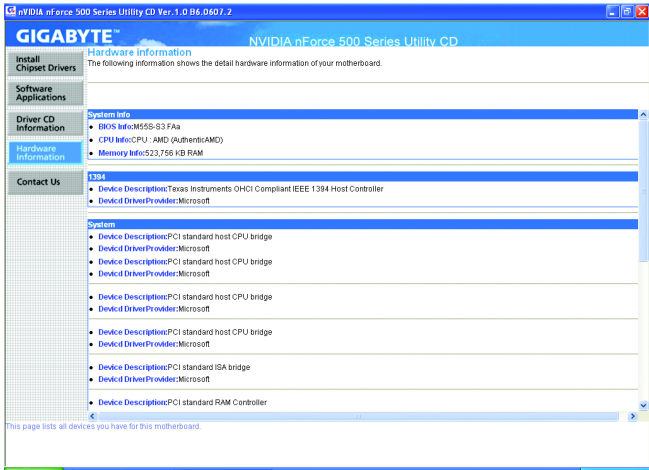 nVIDIA nForce 500 Series Utility CD Ver.1.0 B6.0607.2
GIGABYTE™
NVIDIA nForce 500 Series Utility CD
Install
Chipset Drivers
Software
Applications
Driver CD
Information
Hardware
Information
Contact Us
Hardware information
The following information shows the detail hardware information of your motherboard.
System Info
• BIOS Info:M55S-S3 FAa
• CPU Info:CPU : AMD (AuthenticAMD)
• Memory Info:523,756 KB RAM
1394
• Device Description:Texas Instruments OHCI Compliant IEEE 1394 Host Controller
• Devicd DriverProvider:Microsoft
System
• Device Description:PCI standard host CPU bridge
• Devicd DriverProvider:Microsoft
• Device Description:PCI standard host CPU bridge
• Devicd DriverProvider:Microsoft
• Device Description:PCI standard host CPU bridge
• Devicd DriverProvider:Microsoft
• Device Description:PCI standard host CPU bridge
• Devicd DriverProvider:Microsoft
• Device Description:PCI standard ISA bridge
• Devicd DriverProvider:Microsoft
• Device Description:PCI standard RAM Controller
This page lists all devices you have for this motherboard.